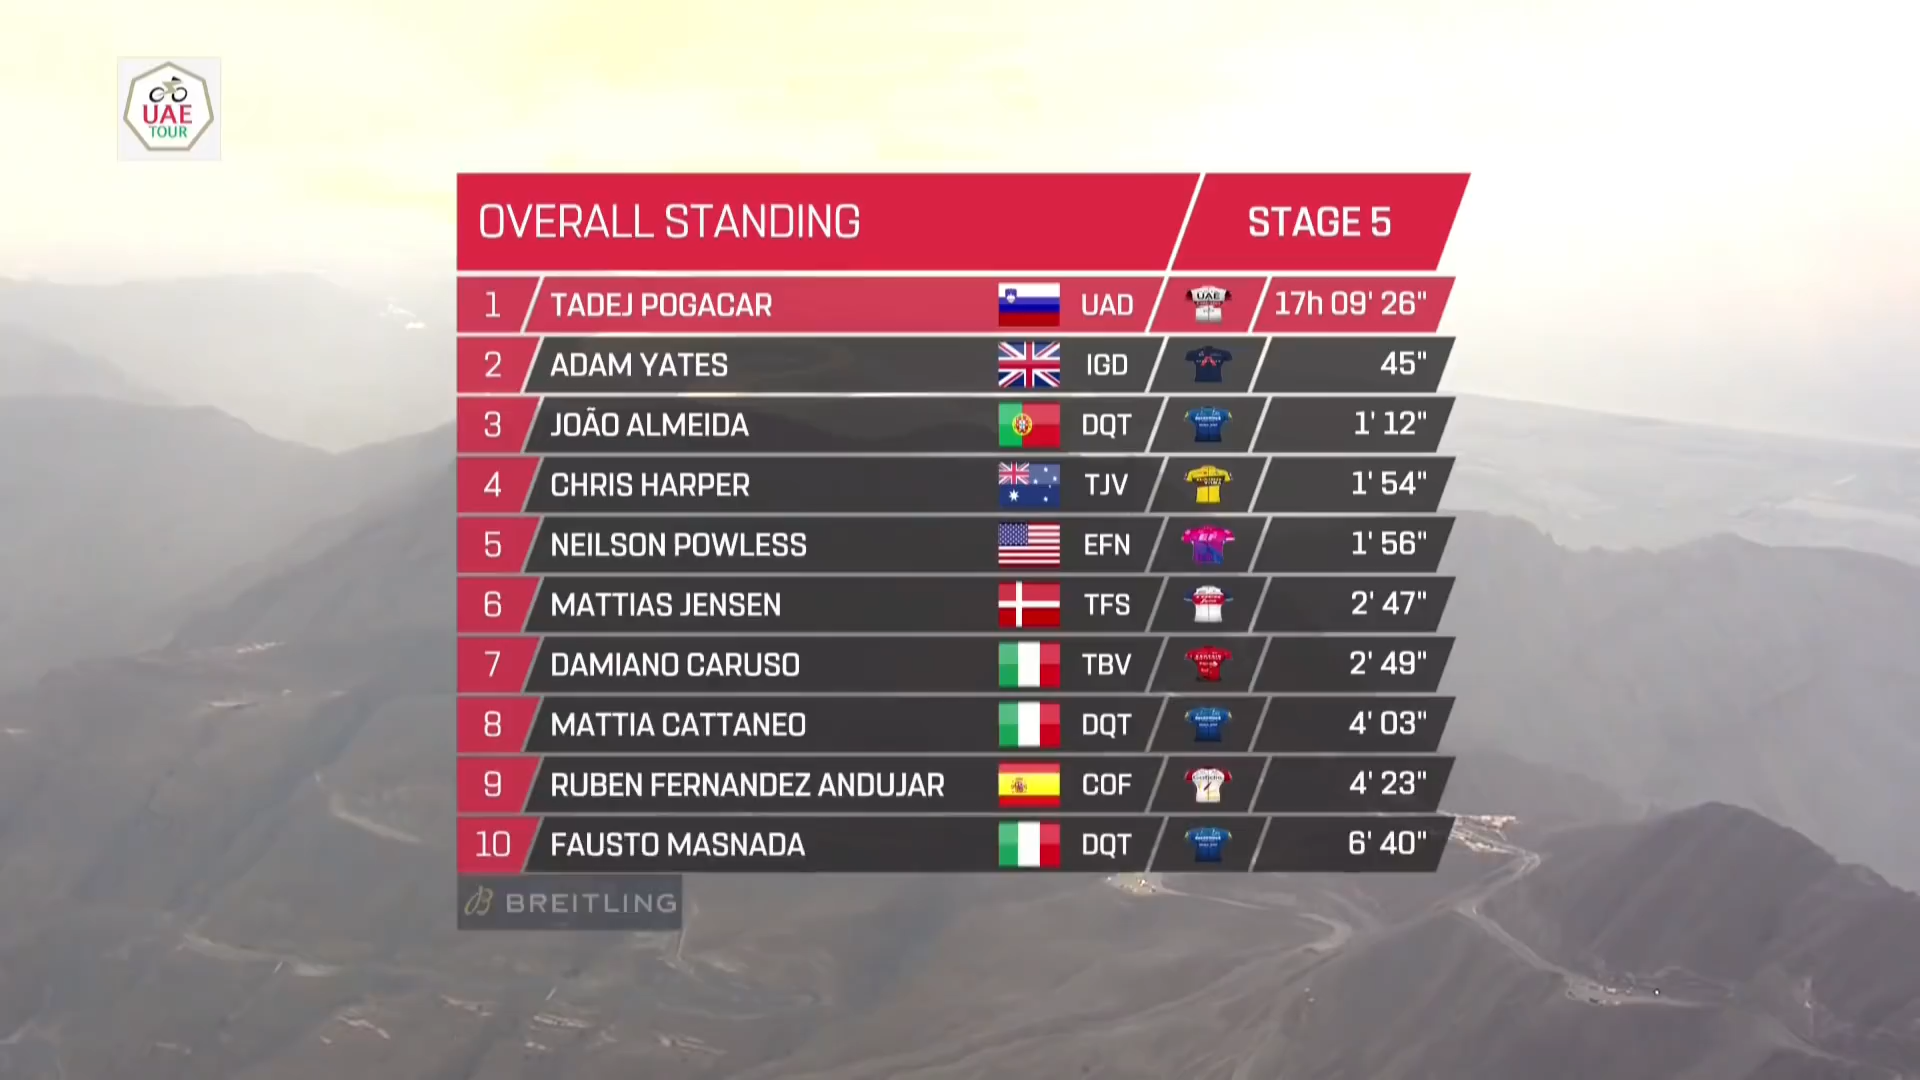 UAE
TOUR
OVERALL STANDING STAGE 5
1 TADEJ POGACAR UAD UAE 17h 09' 26"
2 ADAM YATES IGD 45"
3 JOÃO ALMEIDA DQT 1' 12"
4 CHRIS HARPER TJV 1' 54"
5 NEILSON POWLESS EFN 1' 56"
6 MATTIAS JENSEN TFS 2' 47"
7 DAMIANO CARUSO TBV 2' 49"
8 MATTIA CATTANEO DQT 4' 03"
9 RUBEN FERNANDEZ ANDUJAR COF 4' 23"
10 FAUSTO MASNADA DQT 6' 40"
B BREITLING